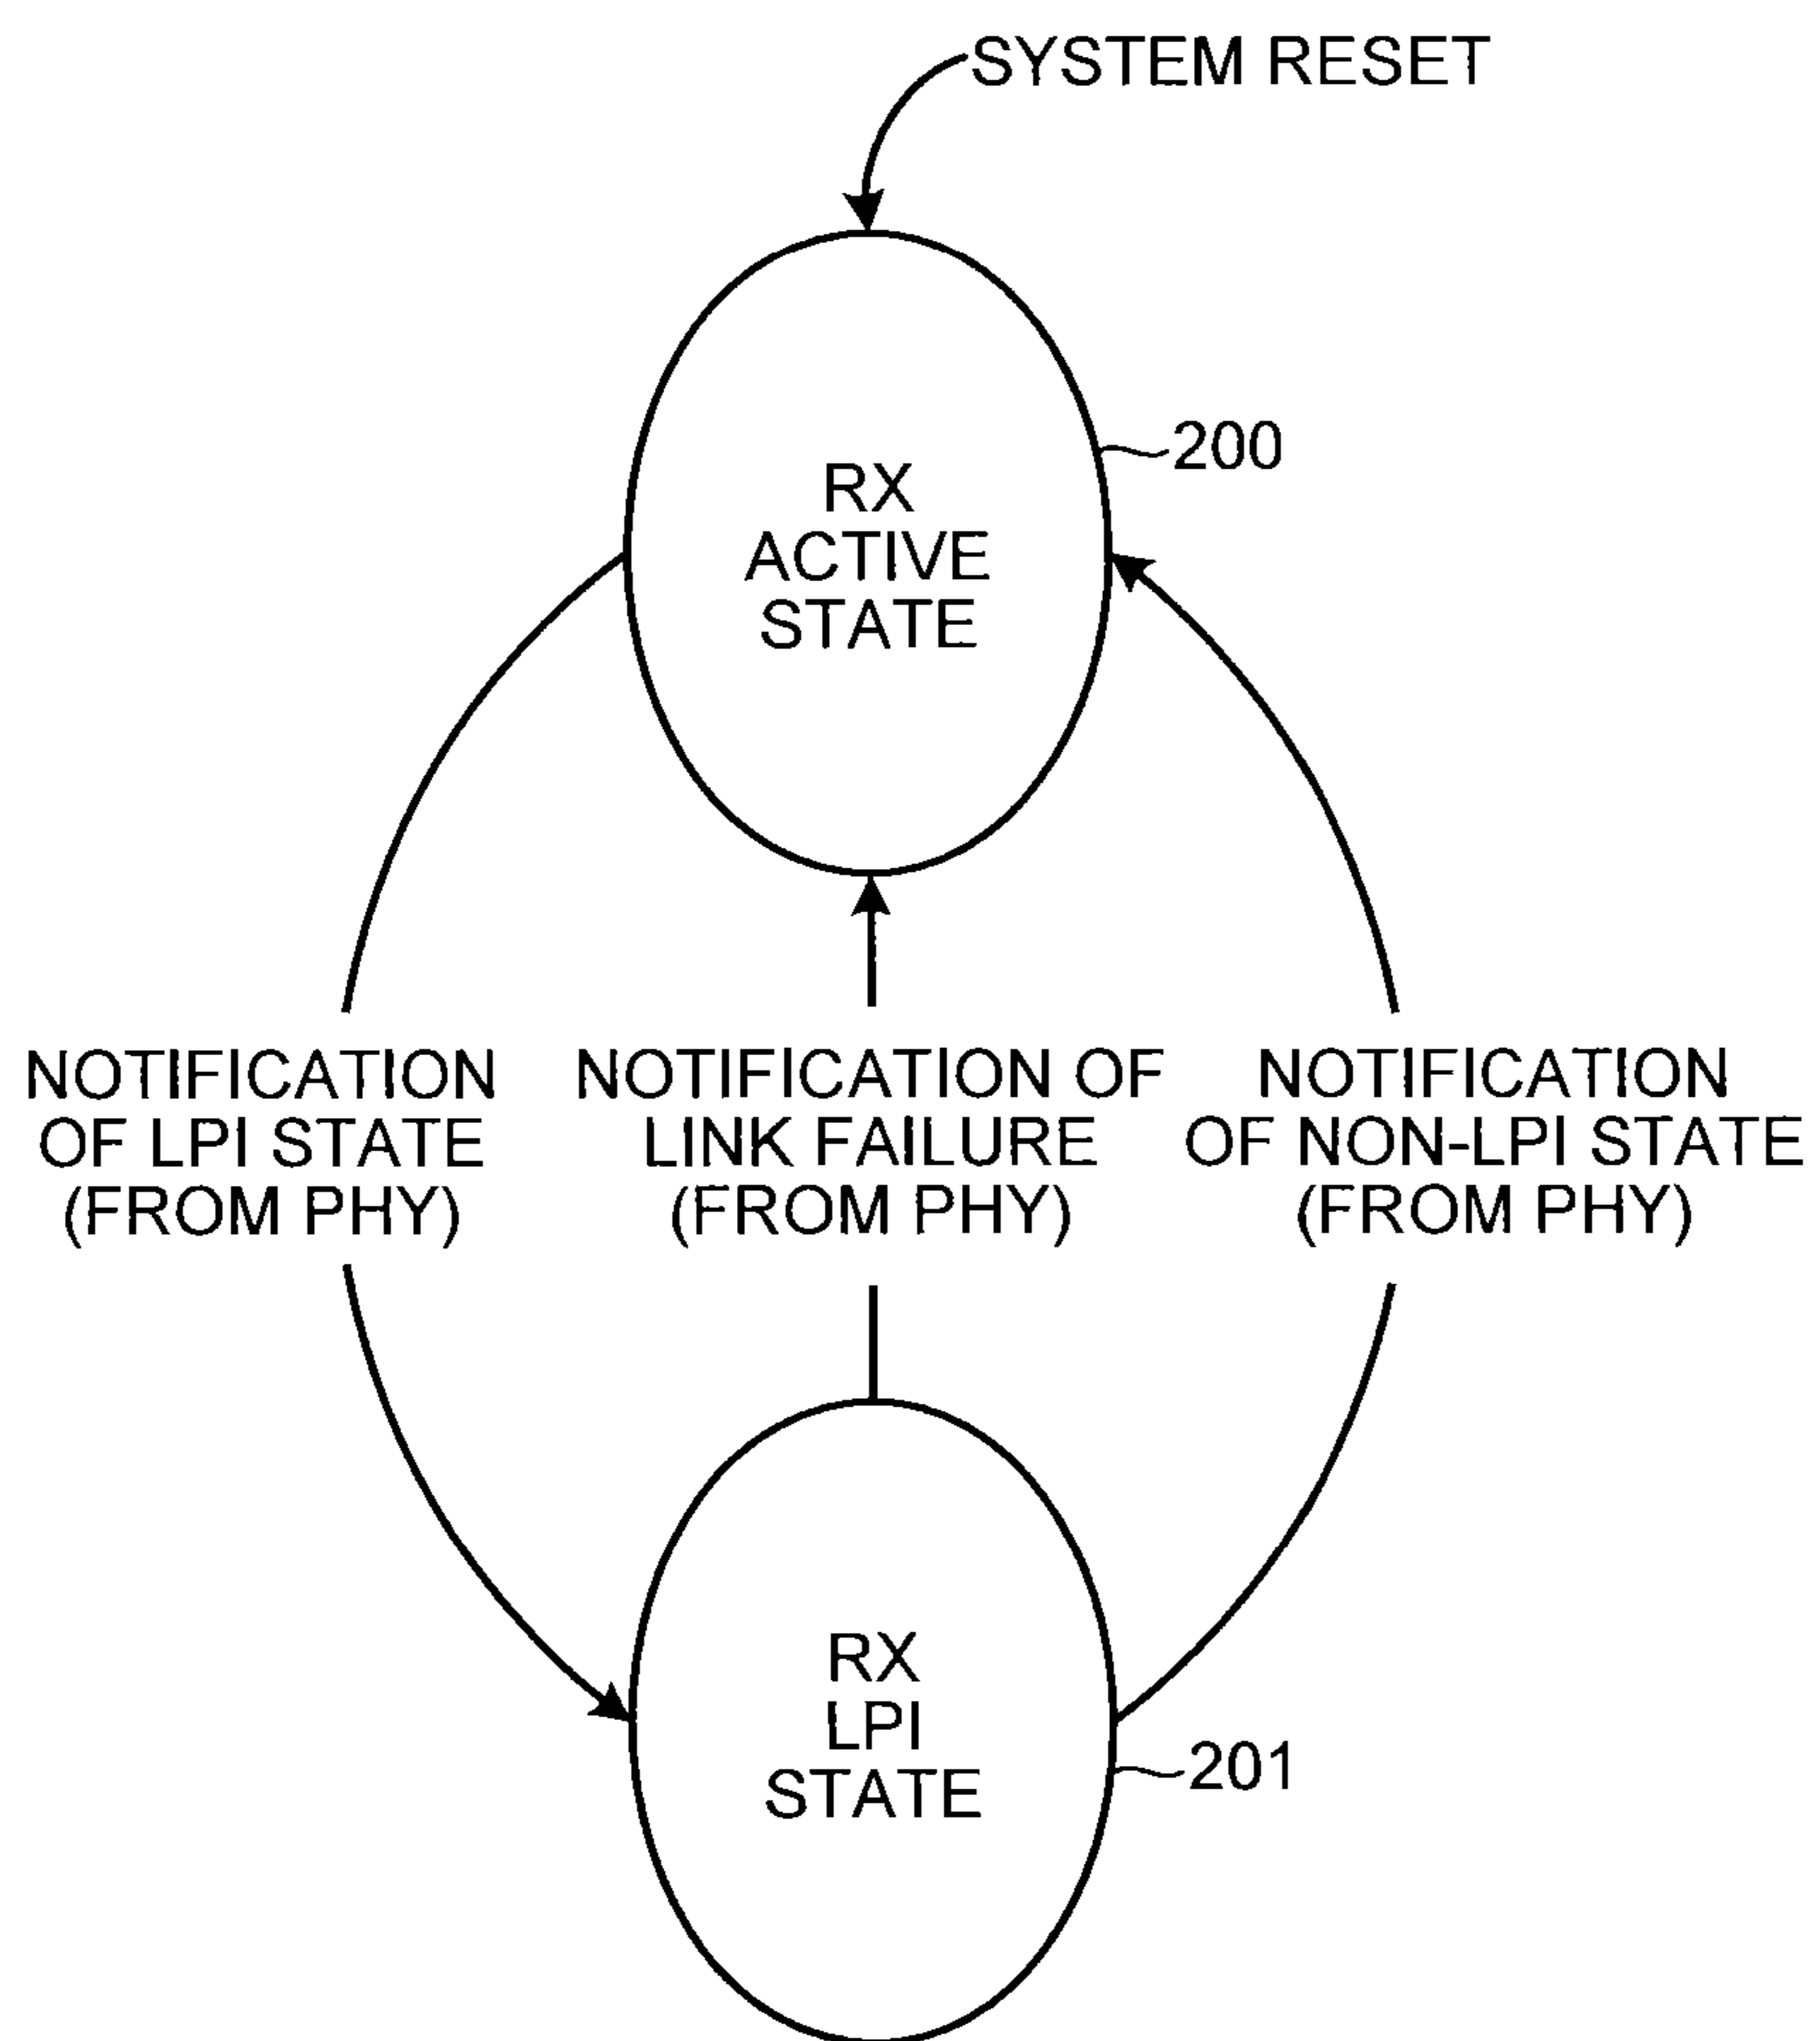 SYSTEM RESET
200
RX
ACTIVE
STATE
NOTIFICATION
OF LPI STATE
(FROM PHY)
NOTIFICATION OF
LINK FAILURE
(FROM PHY)
NOTIFICATION
OF NON-LPI STATE
(FROM PHY)
RX
LPI
STATE
201